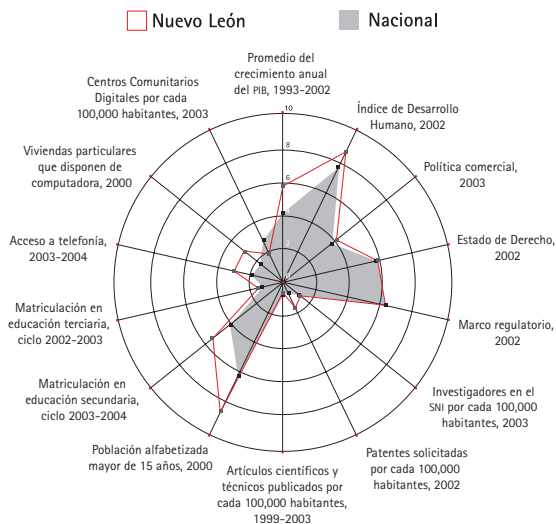 Nuevo León
Nacional
Promedio del
crecimiento anual
del PIB, 1993-2002
Índice de Desarrollo
Humano, 2002
Política comercial,
2003
Estado de Derecho,
2002
Marco regulatorio,
2002
Investigadores en el
SNI por cada 100,000
habitantes, 2003
Patentes solicitadas
por cada 100,000
habitantes, 2002
Artículos científicos y
técnicos publicados por
cada 100,000 habitantes,
1999-2003
Población alfabetizada
mayor de 15 años, 2000
Matriculación en
educación secundaria,
ciclo 2003-2004
Matriculación en
educación terciaria,
ciclo 2002-2003
Acceso a telefonía,
2003-2004
Viviendas particulares
que disponen de
computadora, 2000
Centros Comunitarios
Digitales por cada
100,000 habitantes, 2003
10
8
6
2